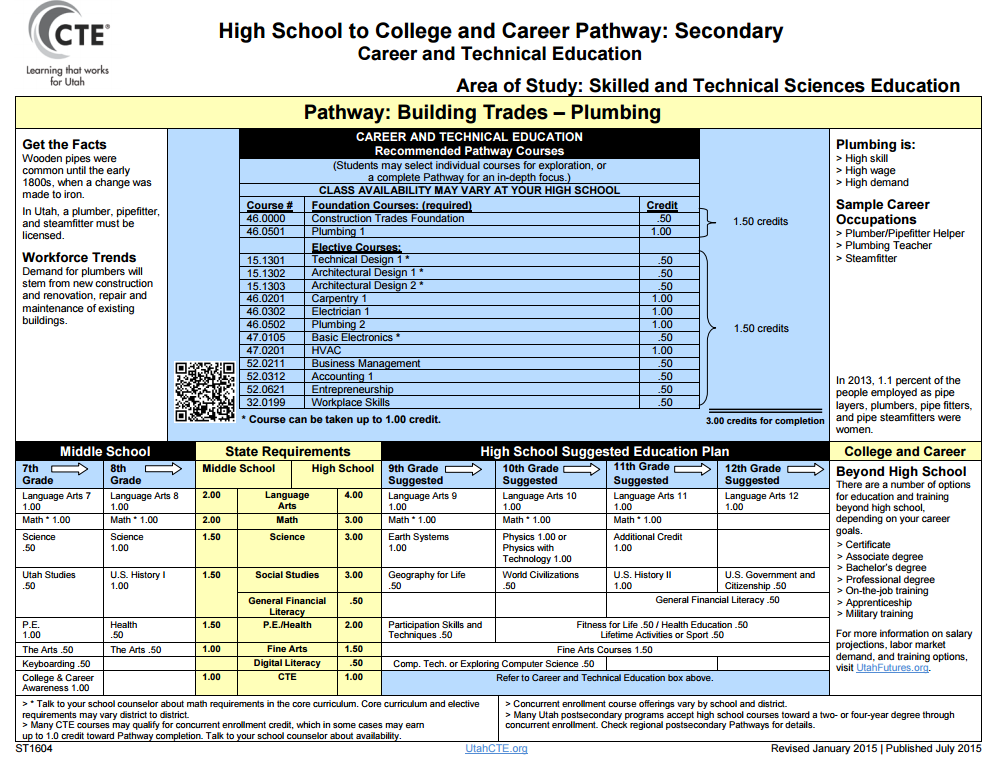 CTE®
Learning that works
for Utah
High School to College and Career Pathway: Secondary
Career and Technical Education
Area of Study: Skilled and Technical Sciences Education
Pathway: Building Trades – Plumbing
Get the Facts
Wooden pipes were
common until the early
1800s, when a change was
made to iron.
In Utah, a plumber, pipefitter,
and steamfitter must be
licensed.
Workforce Trends
Demand for plumbers will
stem from new construction
and renovation, repair and
maintenance of existing
buildings.
CAREER AND TECHNICAL EDUCATION
Recommended Pathway Courses
(Students may select individual courses for exploration, or
a complete Pathway for an in-depth focus.)
CLASS AVAILABILITY MAY VARY AT YOUR HIGH SCHOOL
Course # Foundation Courses: (required) Credit
46.0000 Construction Trades Foundation .50
46.0501 Plumbing 1 1.00
1.50 credits
Elective Courses:
15.1301 Technical Design 1 * .50
15.1302 Architectural Design 1 * .50
15.1303 Architectural Design 2 * .50
46.0201 Carpentry 1 1.00
46.0302 Electrician 1 1.00
46.0502 Plumbing 2 1.00
47.0105 Basic Electronics * .50
47.0201 HVAC 1.00
52.0211 Business Management .50
52.0312 Accounting 1 .50
52.0621 Entrepreneurship .50
32.0199 Workplace Skills .50
1.50 credits
* Course can be taken up to 1.00 credit.
3.00 credits for completion
Plumbing is:
> High skill
> High wage
> High demand
Sample Career
Occupations
> Plumber/Pipefitter Helper
> Plumbing Teacher
> Steamfitter
In 2013, 1.1 percent of the
people employed as pipe
layers, plumbers, pipe fitters,
and pipe steamfitters were
women.
Middle School State Requirements High School Suggested Education Plan College and Career
7th Grade 8th Grade Middle School High School 9th Grade Suggested 10th Grade Suggested 11th Grade Suggested 12th Grade Suggested
Language Arts 7 1.00 Language Arts 8 1.00 2.00 Language Arts 4.00 Language Arts 9 1.00 Language Arts 10 1.00 Language Arts 11 1.00 Language Arts 12 1.00
Math * 1.00 Math * 1.00 2.00 Math 3.00 Math * 1.00 Math * 1.00 Math * 1.00
Science .50 Science 1.00 1.50 Science 3.00 Earth Systems 1.00 Physics 1.00 or Physics with Technology 1.00 Additional Credit 1.00
Utah Studies .50 U.S. History I 1.00 1.50 Social Studies 3.00 Geography for Life .50 World Civilizations .50 U.S. History II 1.00 U.S. Government and Citizenship .50
General Financial Literacy .50 General Financial Literacy .50
P.E. 1.00 Health .50 1.50 P.E./Health 2.00 Participation Skills and Techniques .50 Fitness for Life .50 / Health Education .50
Lifetime Activities or Sport .50
The Arts .50 The Arts .50 1.00 Fine Arts 1.50 Fine Arts Courses 1.50
Keyboarding .50 Digital Literacy .50 Comp. Tech. or Exploring Computer Science .50
College & Career Awareness 1.00 1.00 CTE 1.00 Refer to Career and Technical Education box above.
Beyond High School
There are a number of options
for education and training
beyond high school,
depending on your career
goals.
> Certificate
> Associate degree
> Bachelor's degree
> Professional degree
> On-the-job training
> Apprenticeship
> Military training
For more information on salary
projections, labor market
demand, and training options,
visit UtahFutures.org.
> * Talk to your school counselor about math requirements in the core curriculum. Core curriculum and elective
requirements may vary district to district.
> Many CTE courses may qualify for concurrent enrollment credit, which in some cases may earn
up to 1.0 credit toward Pathway completion. Talk to your school counselor about availability.
> Concurrent enrollment course offerings vary by school and district.
> Many Utah postsecondary programs accept high school courses toward a two- or four-year degree through
concurrent enrollment. Check regional postsecondary Pathways for details.
ST1604 UtahCTE.org Revised January 2015 | Published July 2015